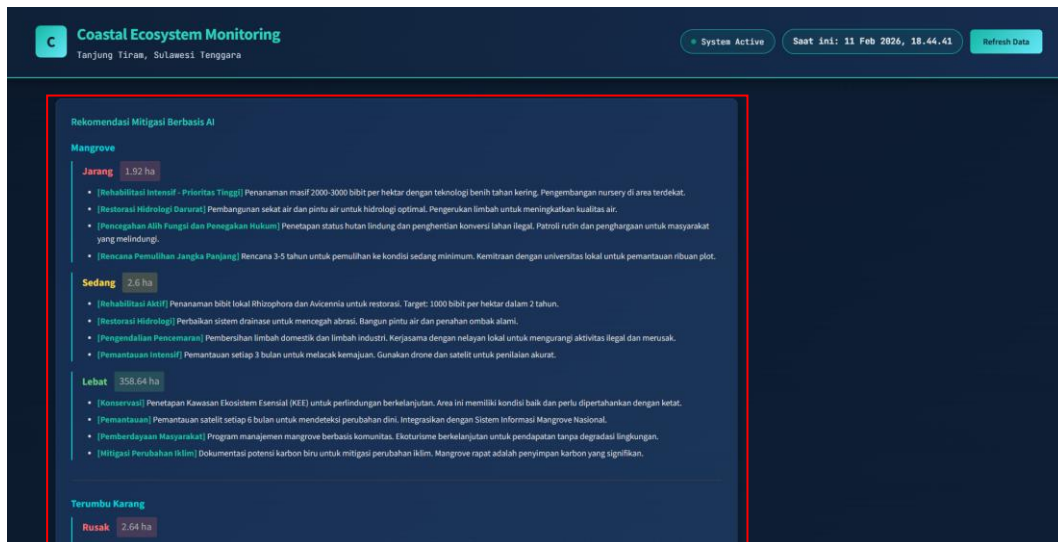 C
Coastal Ecosystem Monitoring
Tanjung Tiram, Sulawesi Tenggara
System Active
Saat ini: 11 Feb 2026, 18.44.41
Refresh Data
Rekomendasi Mitigasi Berbasis AI
Mangrove
Jarang 1.92 ha
• [Rehabilitasi Intensif - Prioritas Tinggi] Penanaman masif 2000-3000 bibit per hektar dengan teknologi benih tahan kering. Pengembangan nursery di area terdekat.
• [Restorasi Hidrologi Darurat] Pembangunan sekat air dan pintu air untuk hidrologi optimal. Pengerukan limbah untuk meningkatkan kualitas air.
• [Pencegahan Alih Fungsi dan Penegakan Hukum] Penetapan status hutan lindung dan penghentian konversi lahan ilegal. Patroli rutin dan penghargaan untuk masyarakat
yang melindungi.
• [Rencana Pemulihan Jangka Panjang] Rencana 3-5 tahun untuk pemulihan ke kondisi sedang minimum. Kemitraan dengan universitas lokal untuk pemantauan ribuan plot.
Sedang 2.6 ha
• [Rehabilitasi Aktif] Penanaman bibit lokal Rhizophora dan Avicennia untuk restorasi. Target: 1000 bibit per hektar dalam 2 tahun.
• [Restorasi Hidrologi] Perbaikan sistem drainase untuk mencegah abrasi. Bangun pintu air dan penahan ombak alami.
• [Pengendalian Pencemaran] Pembersihan limbah domestik dan limbah industri. Kerjasama dengan nelayan lokal untuk mengurangi aktivitas ilegal dan merusak.
• [Pemantauan Intensif] Pemantauan setiap 3 bulan untuk melacak kemajuan. Gunakan drone dan satelit untuk penilaian akurat.
Lebat 358.64 ha
• [Konservasi] Penetapan Kawasan Ekosistem Esensial (KEE) untuk perlindungan berkelanjutan. Area ini memiliki kondisi baik dan perlu dipertahankan dengan ketat.
• [Pemantauan] Pemantauan satelit setiap 6 bulan untuk mendeteksi perubahan dini. Integrasikan dengan Sistem Informasi Mangrove Nasional.
• [Pemberdayaan Masyarakat] Program manajemen mangrove berbasis komunitas. Ekoturisme berkelanjutan untuk pendapatan tanpa degradasi lingkungan.
• [Mitigasi Perubahan Iklim] Dokumentasi potensi karbon biru untuk mitigasi perubahan iklim. Mangrove rapat adalah penyimpan karbon yang signifikan.
Terumbu Karang
Rusak 2.64 ha